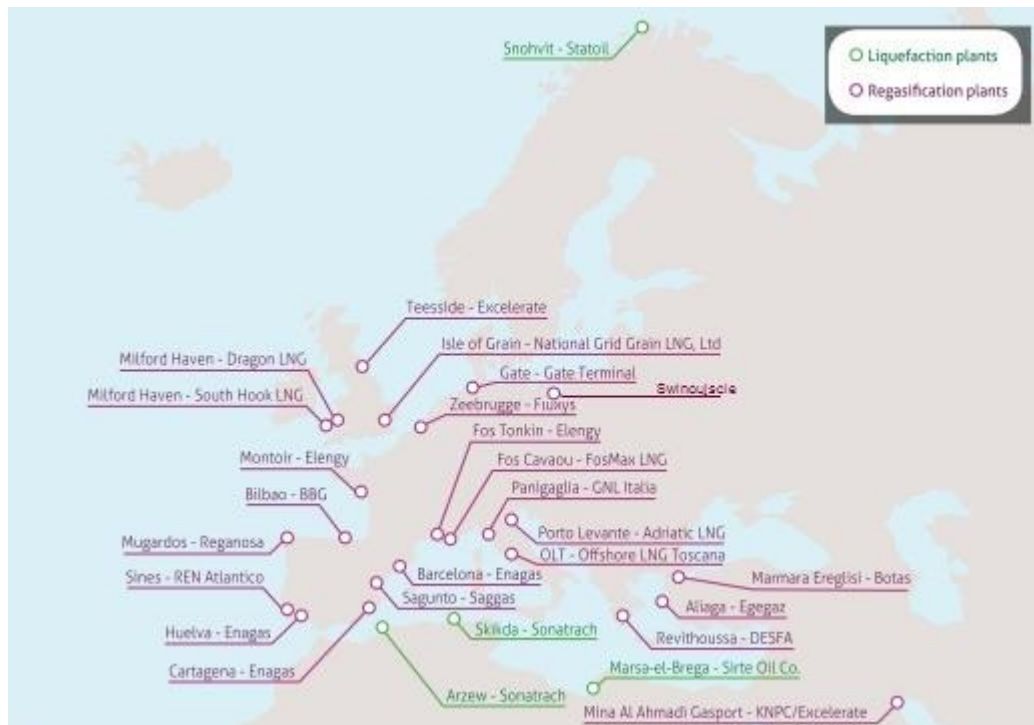 Snohvit - Statoil
Liquefaction plants
Regasification plants
Teesside - Excelerate
Isle of Grain - National Grid Grain LNG, Ltd
Milford Haven - Dragon LNG
Gate - Gate Terminal
Swinoujscie
Milford Haven - South Hook LNG
Zeebrugge - Fluxys
Fos Tonkin - Elengy
Montoir - Elengy
Fos Cavaou - FosMax LNG
Bilbao - BBG
Panigaglia - GNL Italia
Mugardos - Reganosa
Porto Levante - Adriatic LNG
OLT - Offshore LNG Toscana
Sines - REN Atlantico
Barcelona - Enagas
Marmara Ereglisi - Botas
Sagunto - Saggas
Aliaga - Egegaz
Huelva - Enagas
Skikda - Sonatrach
Revithoussa - DESFA
Cartagena - Enagas
Marsa-el-Brega - Sirte Oil Co.
Arzew - Sonatrach
Mina Al Ahmadi Gasport - KNPC/Excelerate